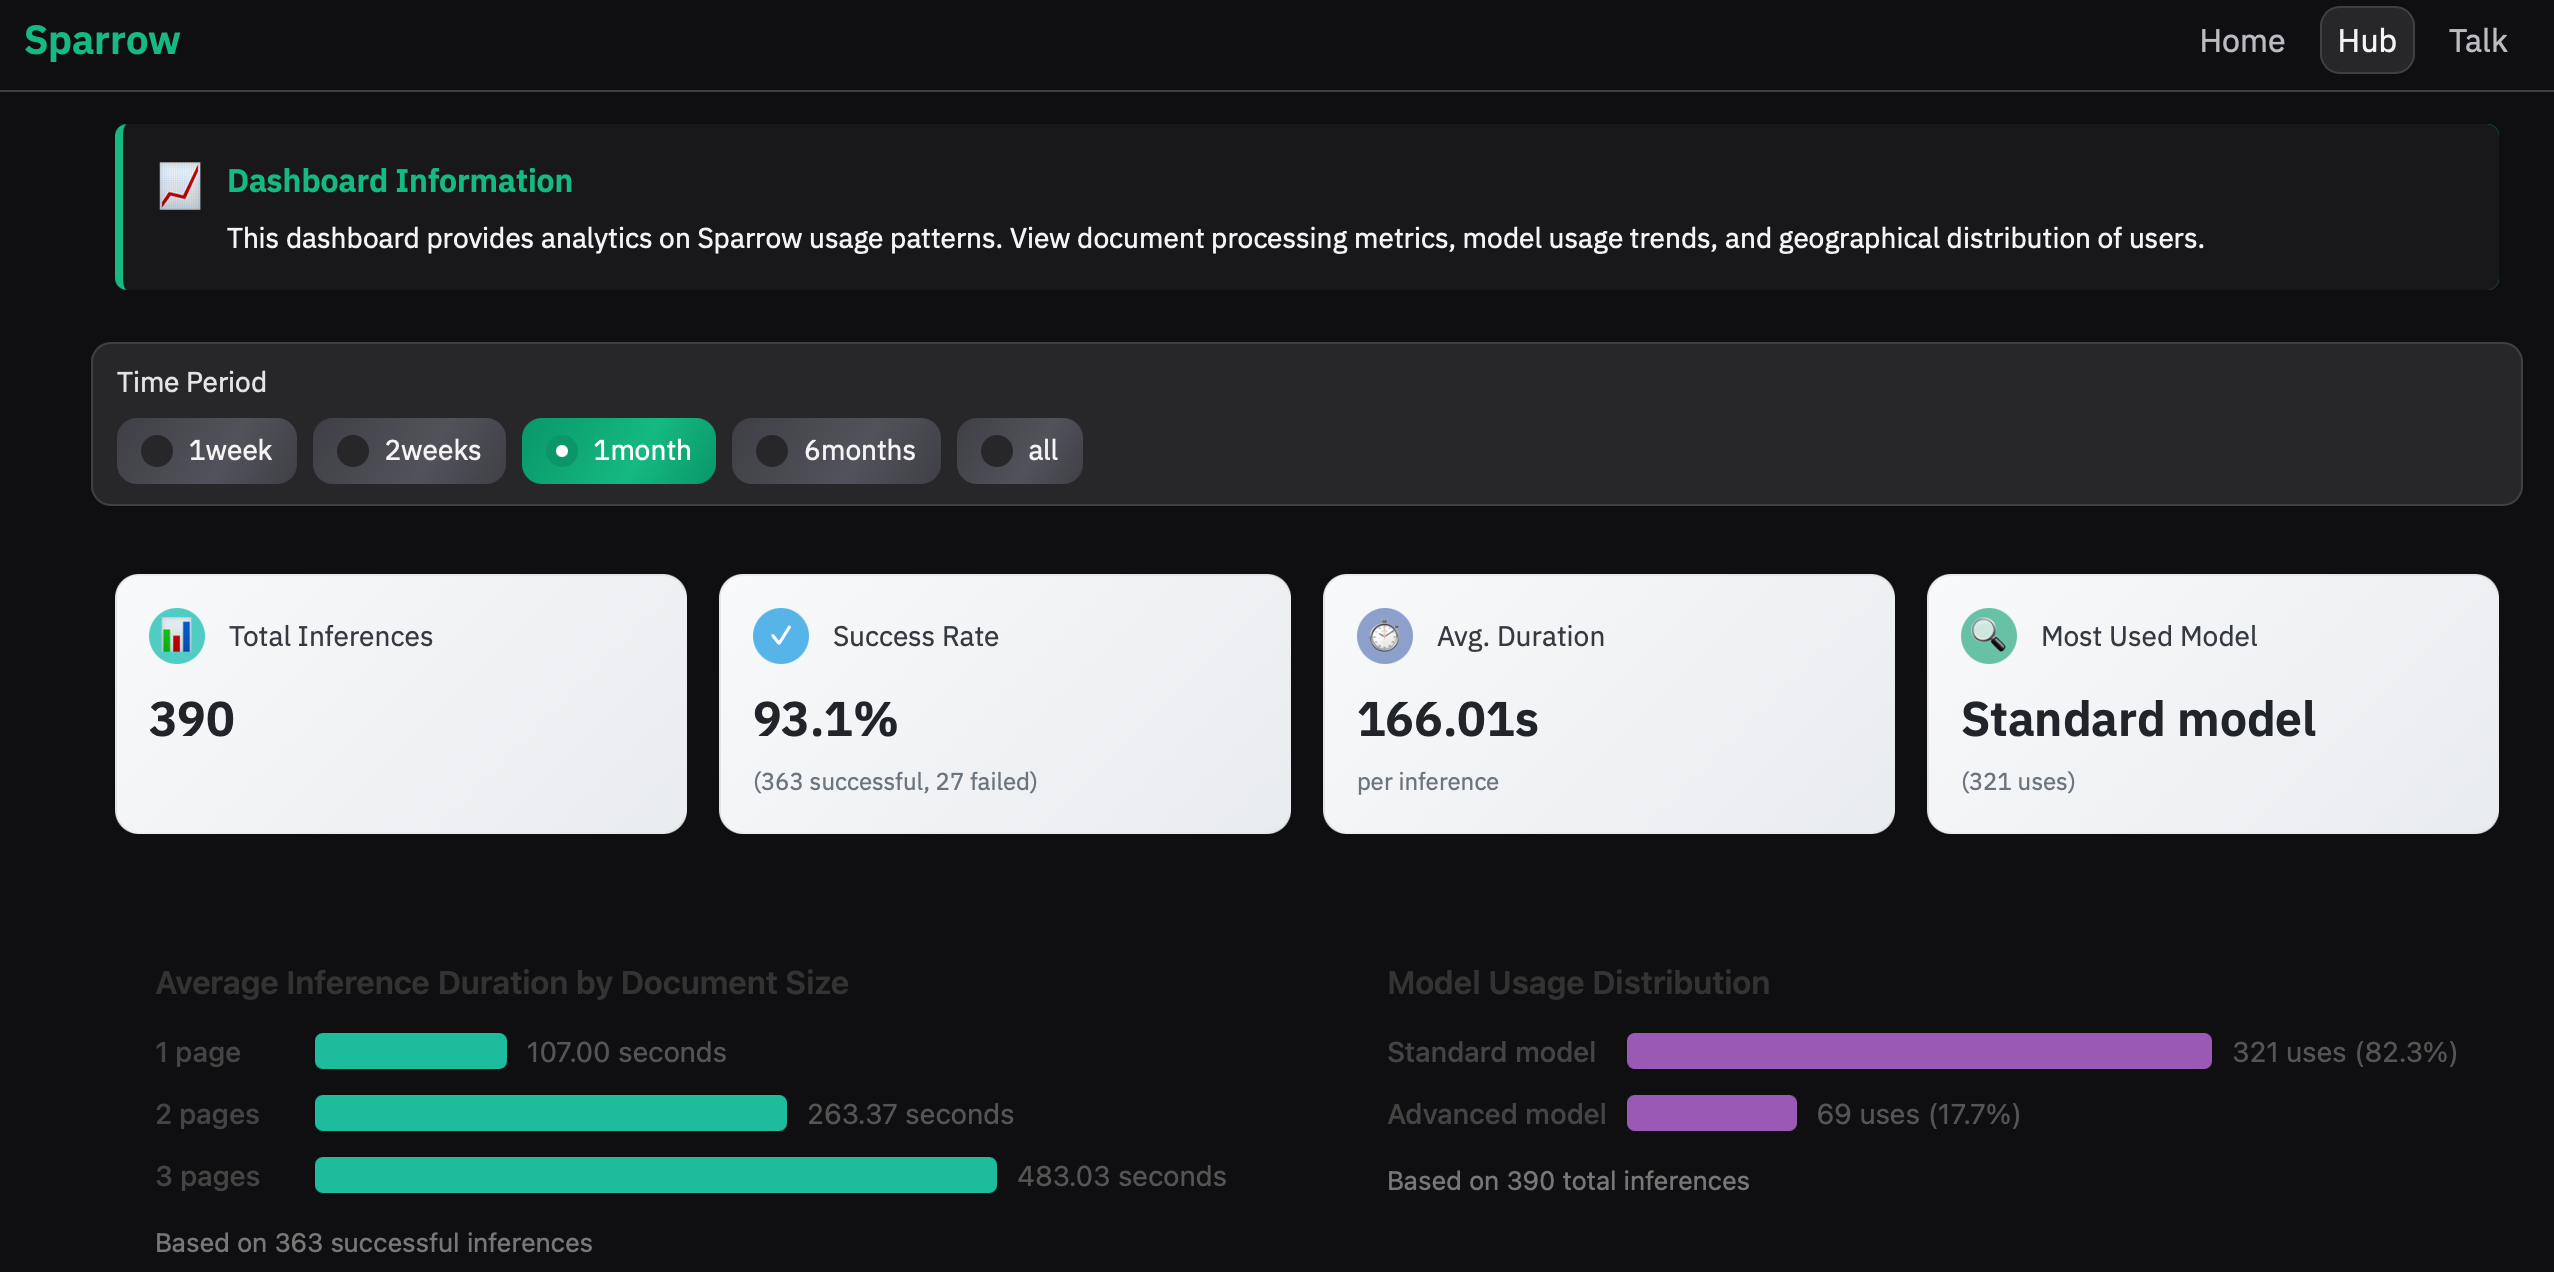 Sparrow
Home Hub Talk
Dashboard Information
This dashboard provides analytics on Sparrow usage patterns. View document processing metrics, model usage trends, and geographical distribution of users.
Time Period
1week 2weeks 1month 6months all
Total Inferences
390
Success Rate
93.1%
(363 successful, 27 failed)
Avg. Duration
166.01s
per inference
Most Used Model
Standard model
(321 uses)
Average Inference Duration by Document Size
1 page 107.00 seconds
2 pages 263.37 seconds
3 pages 483.03 seconds
Based on 363 successful inferences
Model Usage Distribution
Standard model 321 uses (82.3%)
Advanced model 69 uses (17.7%)
Based on 390 total inferences